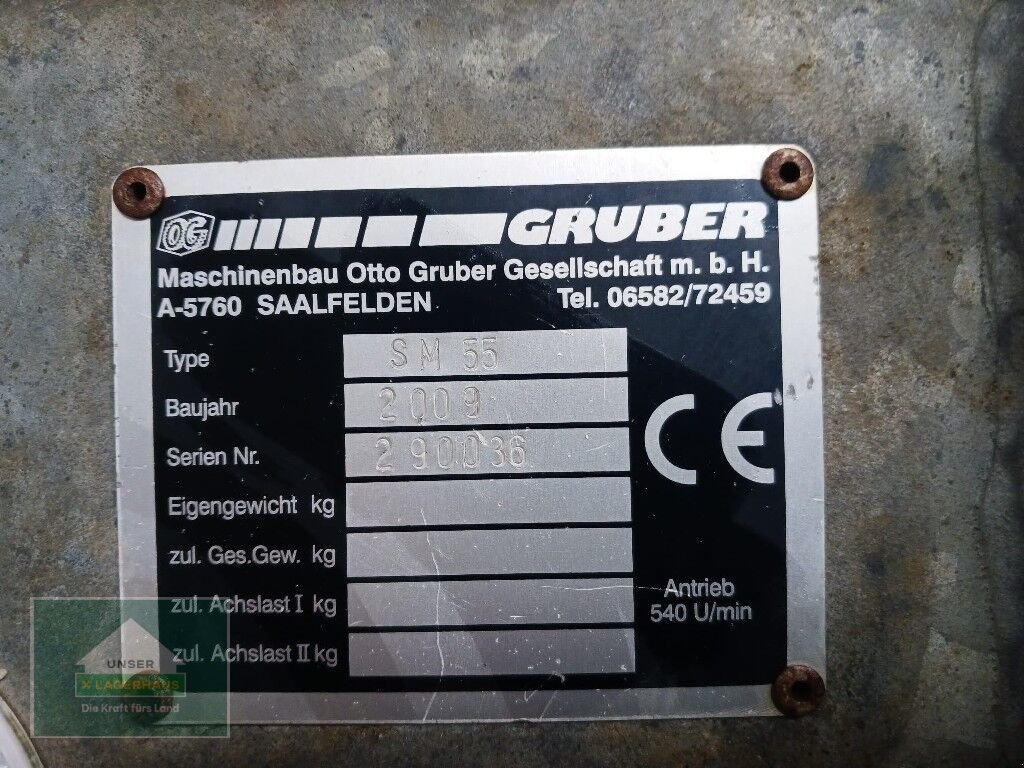 OG GRUBER
Maschinenbau Otto Gruber Gesellschaft m. b. H.
A-5760 SAALFELDEN Tel. 06582/72459
Type SM 55
Baujahr 2009
Serien Nr. 290036
CE
Eigengewicht kg
zul. Ges.Gew. kg
zul. Achslast I kg
zul. Achslast II kg
Antrieb
540 U/min
UNSER
X LAGERHAUS
Die Kraft fürs Land